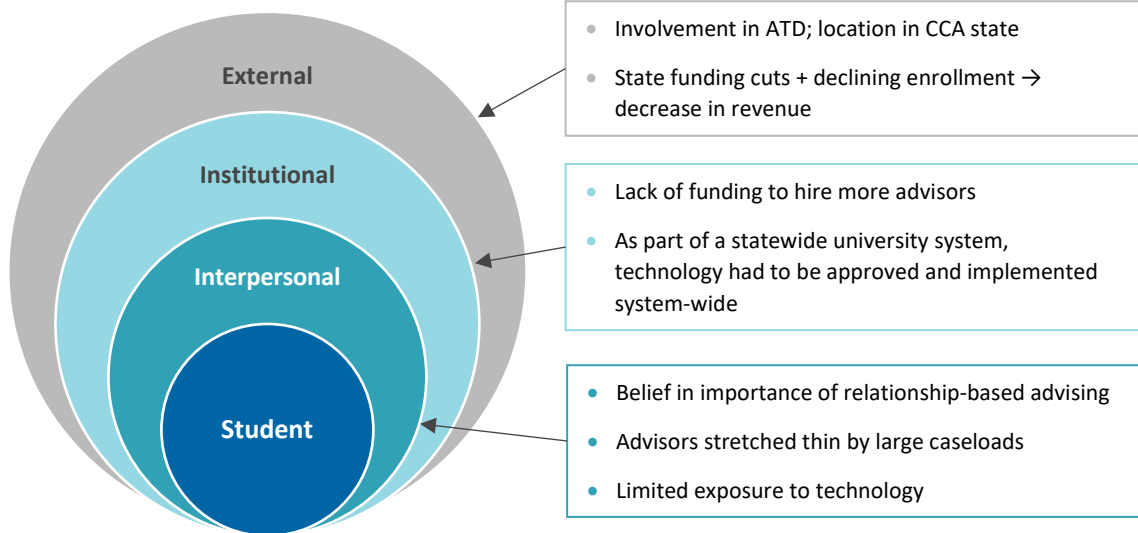 External
Institutional
Interpersonal
Student
• Involvement in ATD; location in CCA state
• State funding cuts + declining enrollment →
decrease in revenue
• Lack of funding to hire more advisors
• As part of a statewide university system,
technology had to be approved and implemented
system-wide
• Belief in importance of relationship-based advising
• Advisors stretched thin by large caseloads
• Limited exposure to technology